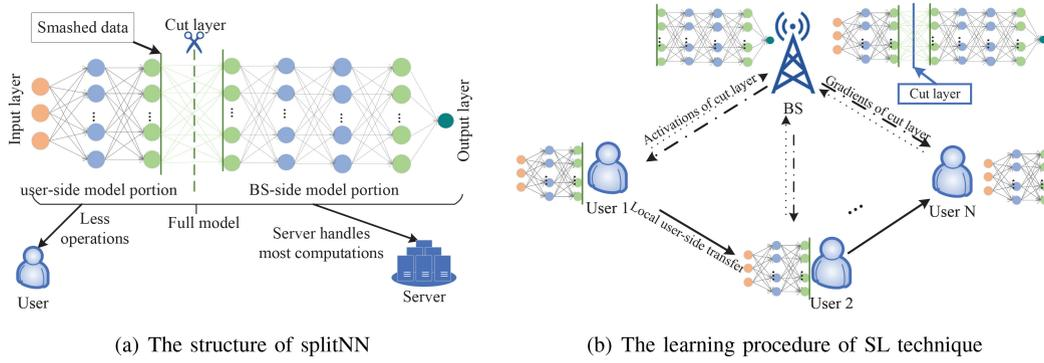 Smashed data
Cut layer
Input layer
Output layer
user-side model portion
BS-side model portion
Full model
Less
operations
Server handles
most computations
User
Server
(a) The structure of splitNN
BS
Cut layer
Activations of cut layer
Gradients of cut layer
User 1
User N
Local user-side transfer
User 2
(b) The learning procedure of SL technique